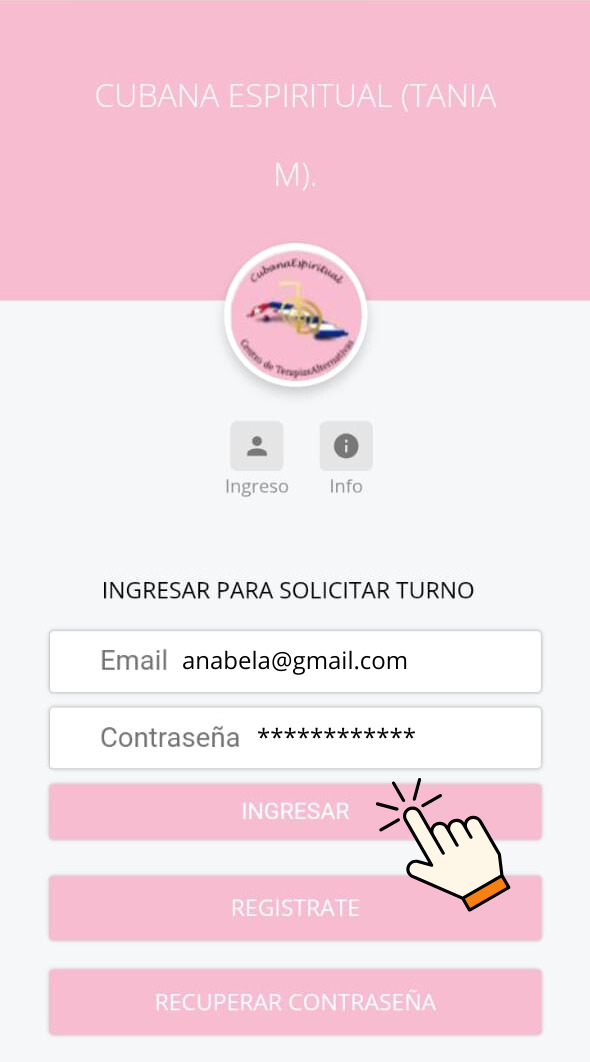 CUBANA ESPIRITUAL (TANIA
M).
CubanaEspiritual
Centro de TerapiasAlternativas
Ingreso Info
INGRESAR PARA SOLICITAR TURNO
Email anabela@gmail.com
Contraseña ************
INGRESAR
REGISTRATE
RECUPERAR CONTRASEÑA